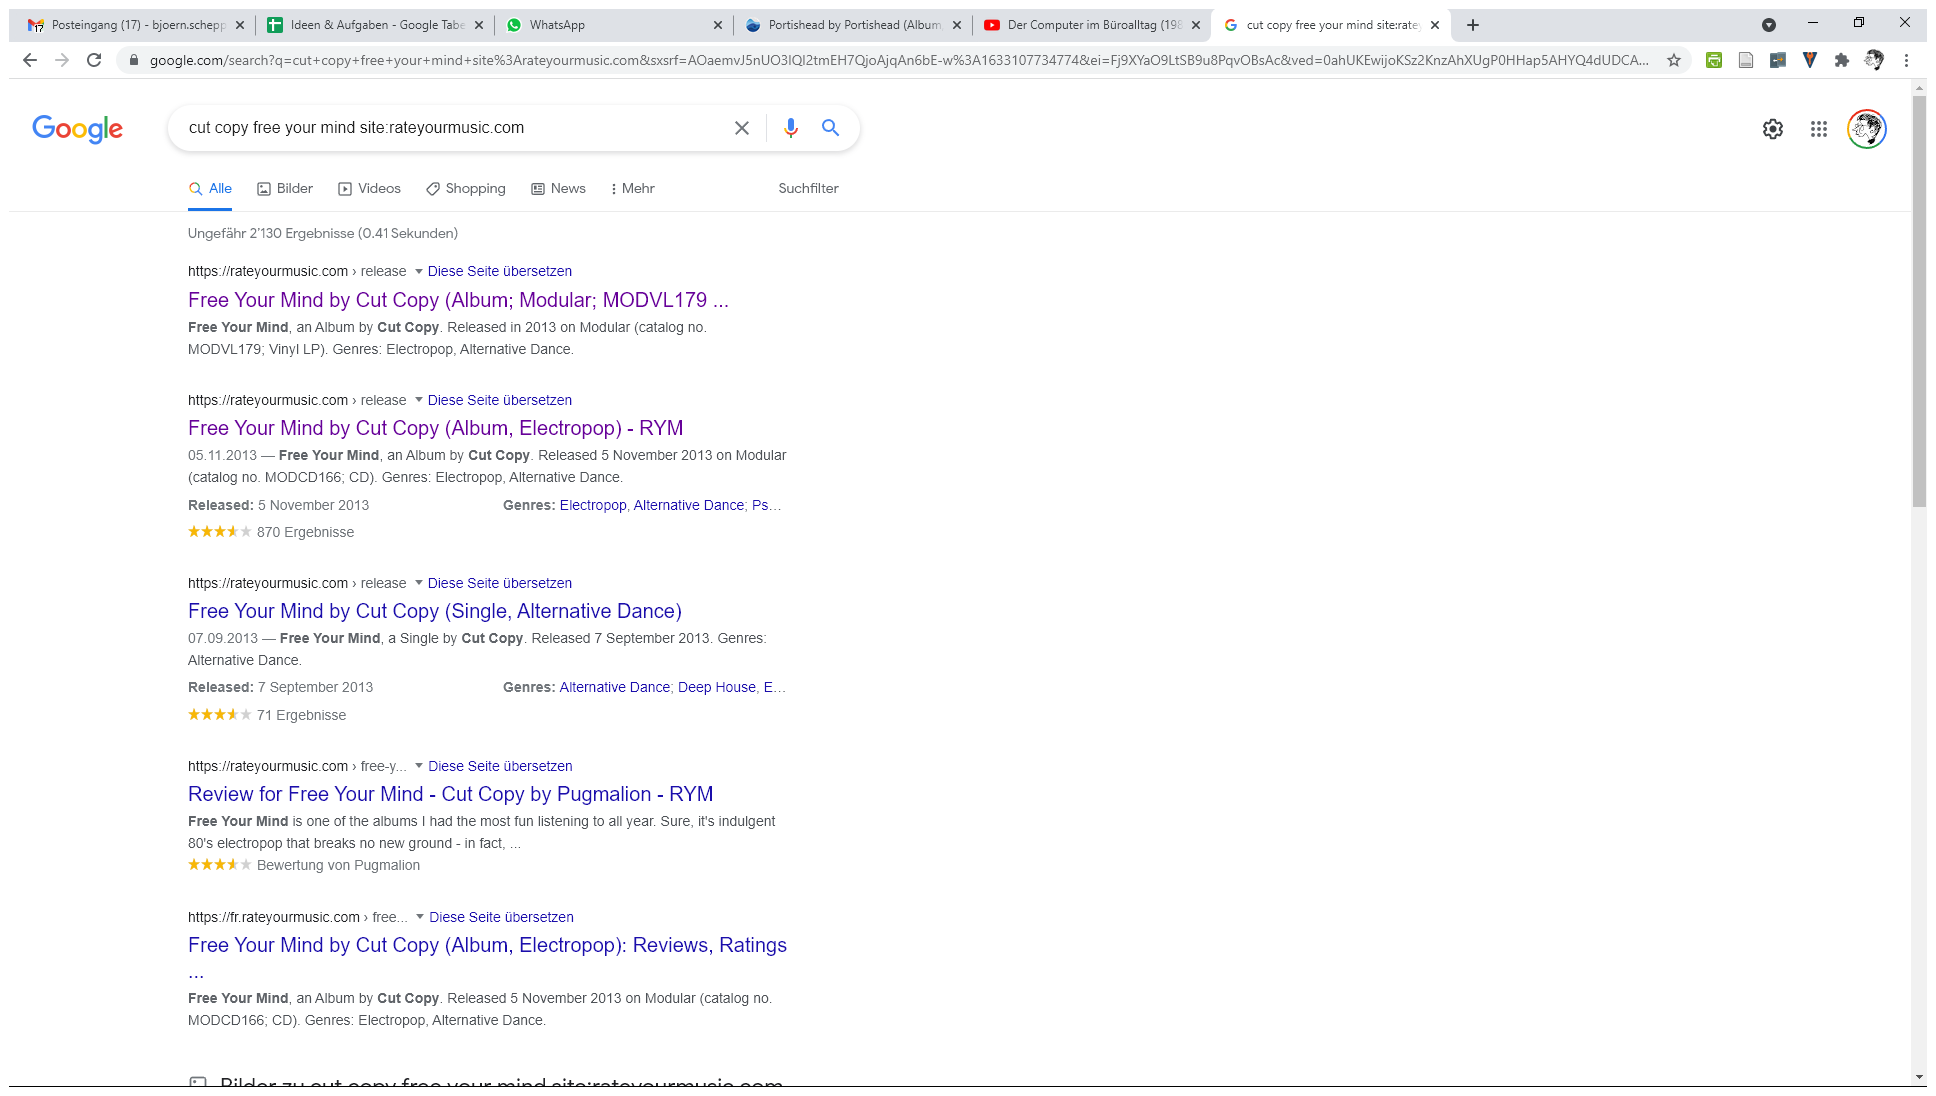 Posteingang (17) - bjoern.schepp
Ideen & Aufgaben - Google Tabe
WhatsApp
Portishead by Portishead (Album,
Der Computer im Büroalltag (198
cut copy free your mind site:rate
google.com/search?q=cut+copy+free+your+mind+site%3Arateyourmusic.com&sxsrf=AOaemvJ5nUO3IQI2tmEH7QjoAjqAn6bE-w%3A1633107734774&ei=Fj9XYaO9LtSB9u8PqvOBsAc&ved=0ahUKEwijoKSz2KnzAhXUgP0HHap5AHYQ4dUDCA...
Google
cut copy free your mind site:rateyourmusic.com
Alle Bilder Videos Shopping News Mehr Suchfilter
Ungefähr 2'130 Ergebnisse (0.41 Sekunden)
https://rateyourmusic.com › release Diese Seite übersetzen
Free Your Mind by Cut Copy (Album; Modular; MODVL179 ...
Free Your Mind, an Album by Cut Copy. Released in 2013 on Modular (catalog no.
MODVL179; Vinyl LP). Genres: Electropop, Alternative Dance.
https://rateyourmusic.com › release Diese Seite übersetzen
Free Your Mind by Cut Copy (Album, Electropop) - RYM
05.11.2013 — Free Your Mind, an Album by Cut Copy. Released 5 November 2013 on Modular
(catalog no. MODCD166; CD). Genres: Electropop, Alternative Dance.
Released: 5 November 2013 Genres: Electropop, Alternative Dance; Ps...
870 Ergebnisse
https://rateyourmusic.com › release Diese Seite übersetzen
Free Your Mind by Cut Copy (Single, Alternative Dance)
07.09.2013 — Free Your Mind, a Single by Cut Copy. Released 7 September 2013. Genres:
Alternative Dance.
Released: 7 September 2013 Genres: Alternative Dance; Deep House, E...
71 Ergebnisse
https://rateyourmusic.com › free-y... Diese Seite übersetzen
Review for Free Your Mind - Cut Copy by Pugmalion - RYM
Free Your Mind is one of the albums I had the most fun listening to all year. Sure, it's indulgent
80's electropop that breaks no new ground - in fact, ...
Bewertung von Pugmalion
https://fr.rateyourmusic.com › free... Diese Seite übersetzen
Free Your Mind by Cut Copy (Album, Electropop): Reviews, Ratings
...
Free Your Mind, an Album by Cut Copy. Released 5 November 2013 on Modular (catalog no.
MODCD166; CD). Genres: Electropop, Alternative Dance.
Bilder zu cut copy free your mind site:rateyourmusic.com